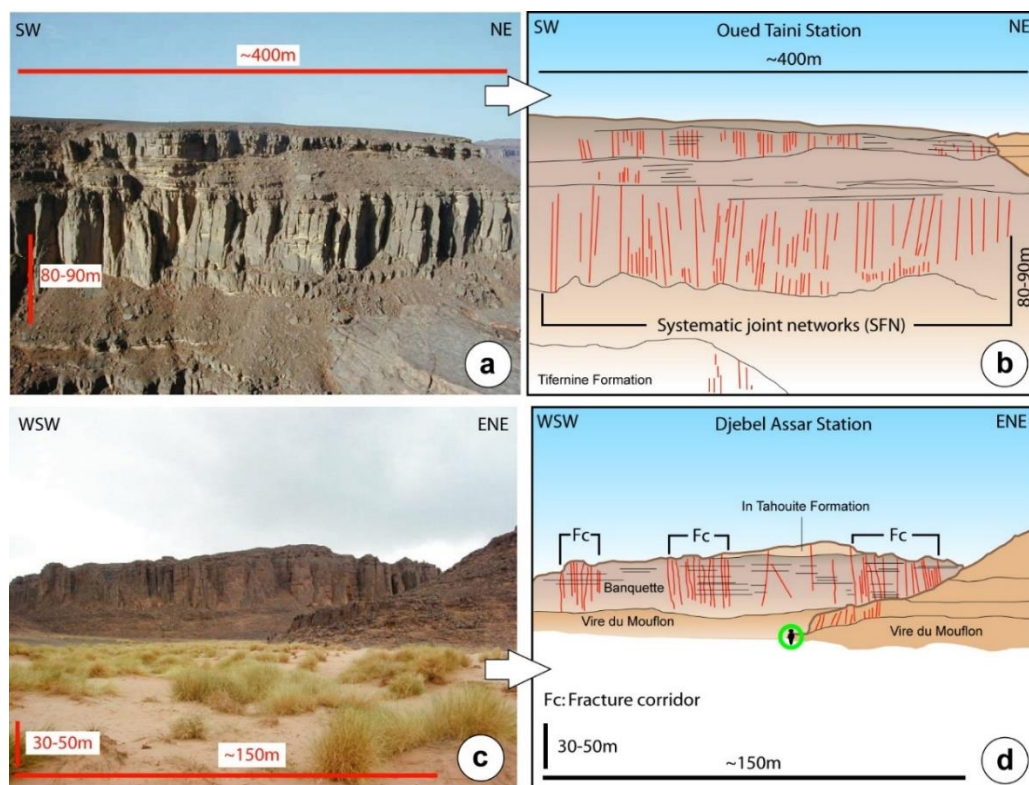 SW
NE
~400m
80-90m
a
SW
Oued Taini Station
NE
~400m
80-90m
Systematic joint networks (SFN)
Tifernine Formation
b
WSW
ENE
30-50m
~150m
c
WSW
Djebel Assar Station
ENE
In Tahouite Formation
Fc
Fc
Fc
Banquette
Vire du Mouflon
Vire du Mouflon
Fc: Fracture corridor
30-50m
~150m
d